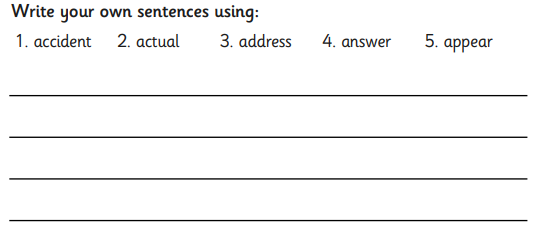 Write your own sentences using:
1. accident 2. actual 3. address 4. answer 5. appear